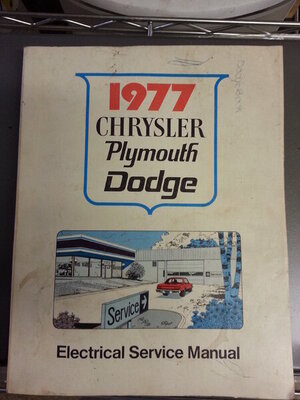 1977
CHRYSLER
Plymouth
Dodge
Service
Electrical Service Manual